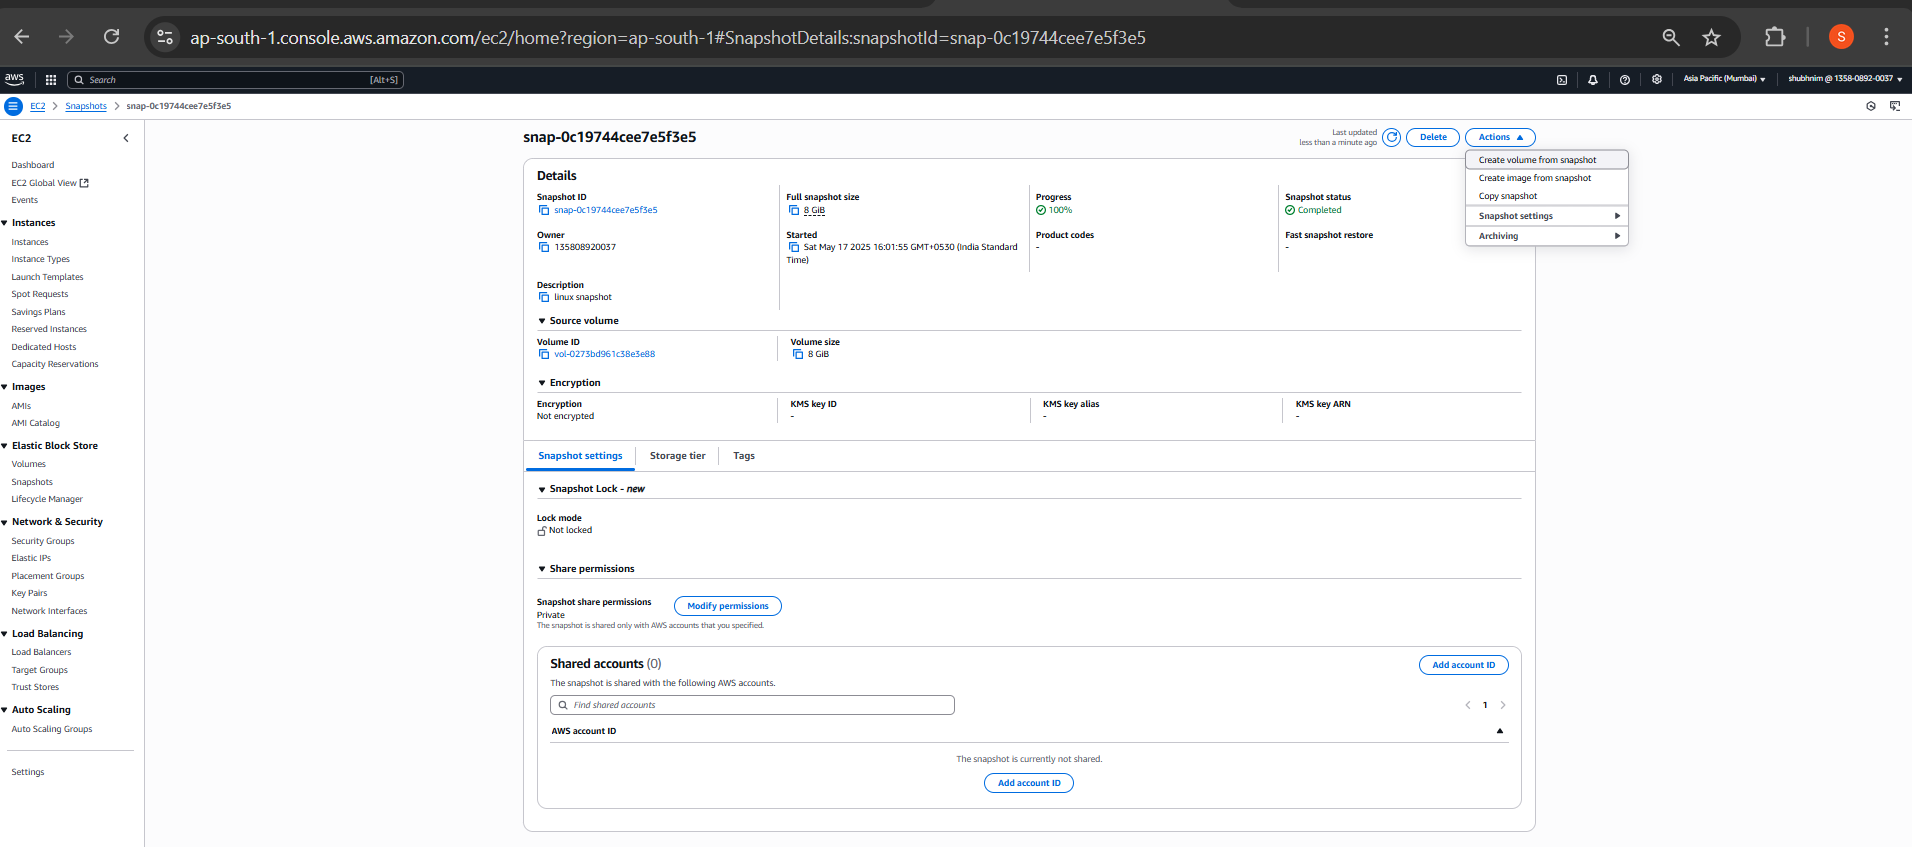 ap-south-1.console.aws.amazon.com/ec2/home?region=ap-south-1#SnapshotDetails:snapshotId=snap-0c19744cee7e5f3e5
S
aws
Search
[Alt+S]
Asia Pacific (Mumbai)
shubhnim @ 1358-0892-0037
EC2 > Snapshots > snap-0c19744cee7e5f3e5
EC2
Dashboard
EC2 Global View
Events
Instances
Instances
Instance Types
Launch Templates
Spot Requests
Savings Plans
Reserved Instances
Dedicated Hosts
Capacity Reservations
Images
AMIs
AMI Catalog
Elastic Block Store
Volumes
Snapshots
Lifecycle Manager
Network & Security
Security Groups
Elastic IPs
Placement Groups
Key Pairs
Network Interfaces
Load Balancing
Load Balancers
Target Groups
Trust Stores
Auto Scaling
Auto Scaling Groups
Settings
snap-0c19744cee7e5f3e5
Last updated
less than a minute ago
Delete
Actions
Create volume from snapshot
Create image from snapshot
Copy snapshot
Snapshot settings
Archiving
Details
Snapshot ID
snap-0c19744cee7e5f3e5
Full snapshot size
8 GiB
Progress
100%
Snapshot status
Completed
Owner
135808920037
Started
Sat May 17 2025 16:01:55 GMT+0530 (India Standard
Time)
Product codes
-
Fast snapshot restore
-
Description
linux snapshot
Source volume
Volume ID
vol-0273bd961c38e3e88
Volume size
8 GiB
Encryption
Encryption
Not encrypted
KMS key ID
-
KMS key alias
-
KMS key ARN
-
Snapshot settings
Storage tier
Tags
Snapshot Lock - new
Lock mode
Not locked
Share permissions
Snapshot share permissions
Private
The snapshot is shared only with AWS accounts that you specified.
Modify permissions
Shared accounts (0)
Add account ID
The snapshot is shared with the following AWS accounts.
Find shared accounts
< 1 >
AWS account ID
The snapshot is currently not shared.
Add account ID